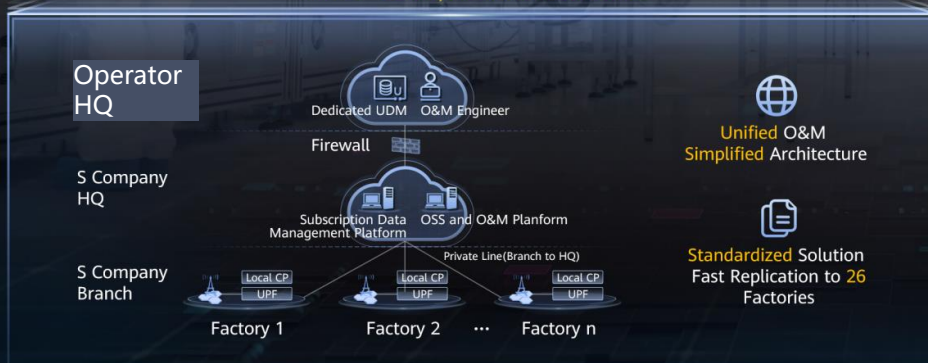 Operator
HQ
Dedicated UDM O&M Engineer
Firewall
S Company
HQ
Subscription Data
Management Platform
OSS and O&M Planform
Private Line(Branch to HQ)
S Company
Branch
Local CP
UPF
Factory 1
Local CP
UPF
Factory 2
...
Local CP
UPF
Factory n
Unified O&M
Simplified Architecture
Standardized Solution
Fast Replication to 26
Factories